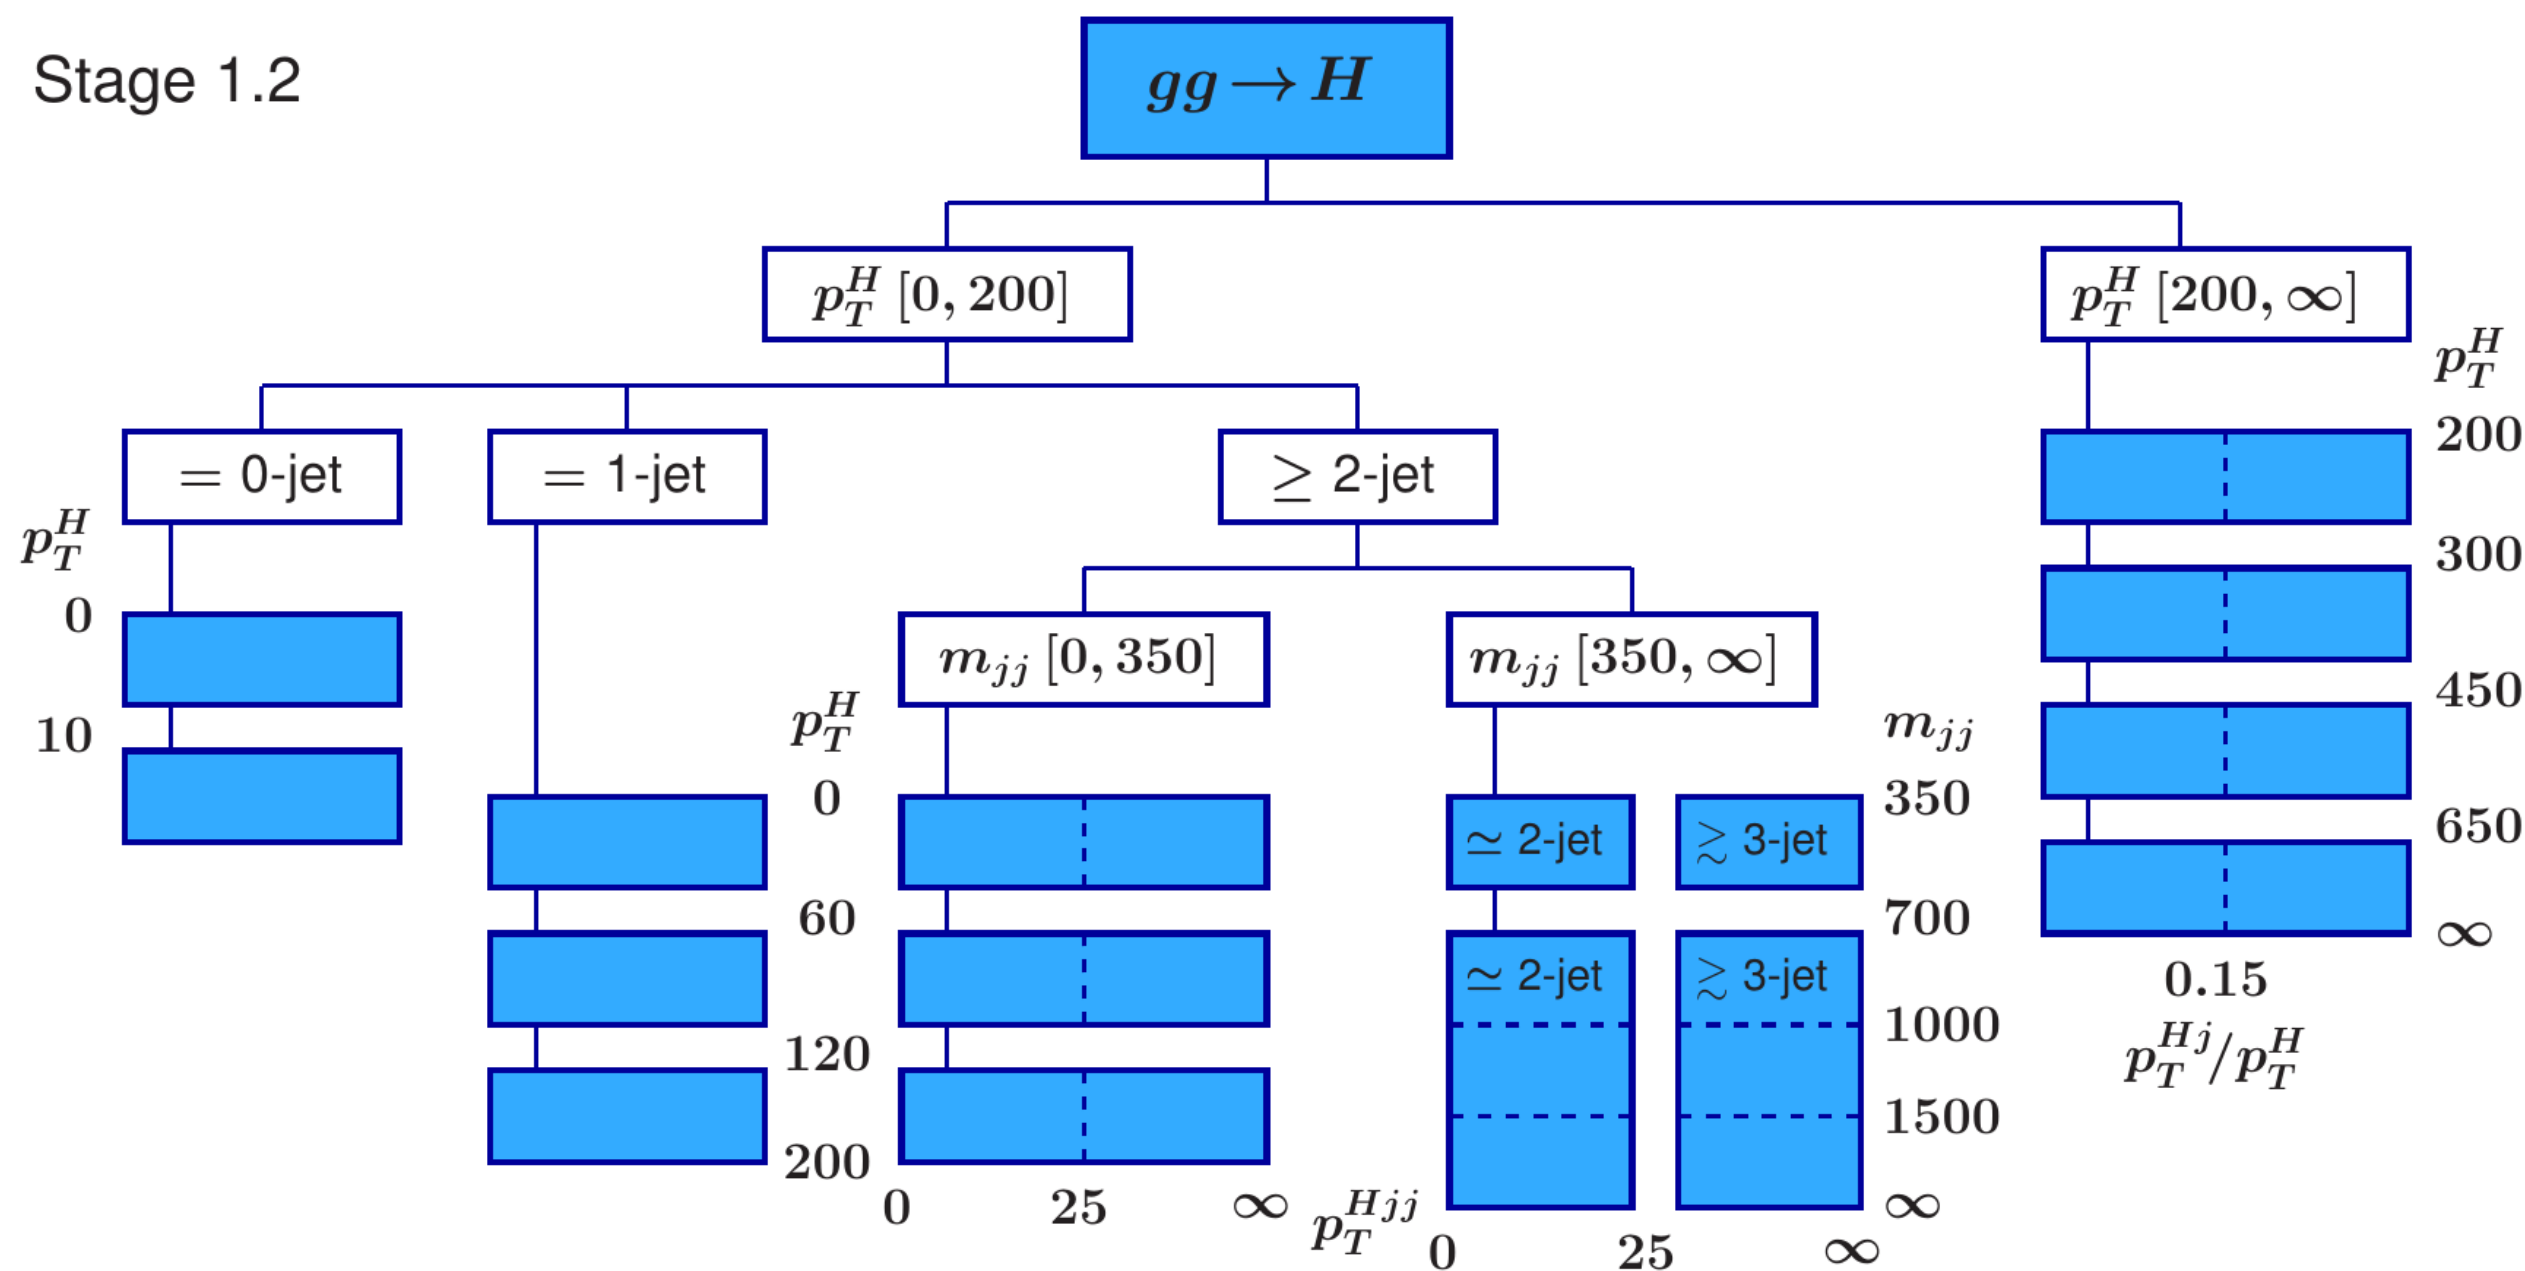 Stage 1.2
gg → H
p_T^H [0, 200]
p_T^H [200, ∞]
= 0-jet
= 1-jet
≥ 2-jet
p_T^H
0
10
m_jj [0, 350]
m_jj [350, ∞]
p_T^H
0
60
120
200
0 25 ∞
≃ 2-jet
≳ 3-jet
≃ 2-jet
≳ 3-jet
m_jj
350
700
1000
1500
∞
p_T^Hjj
0 25 ∞
p_T^H
200
300
450
650
∞
0.15
p_T^Hj/p_T^H